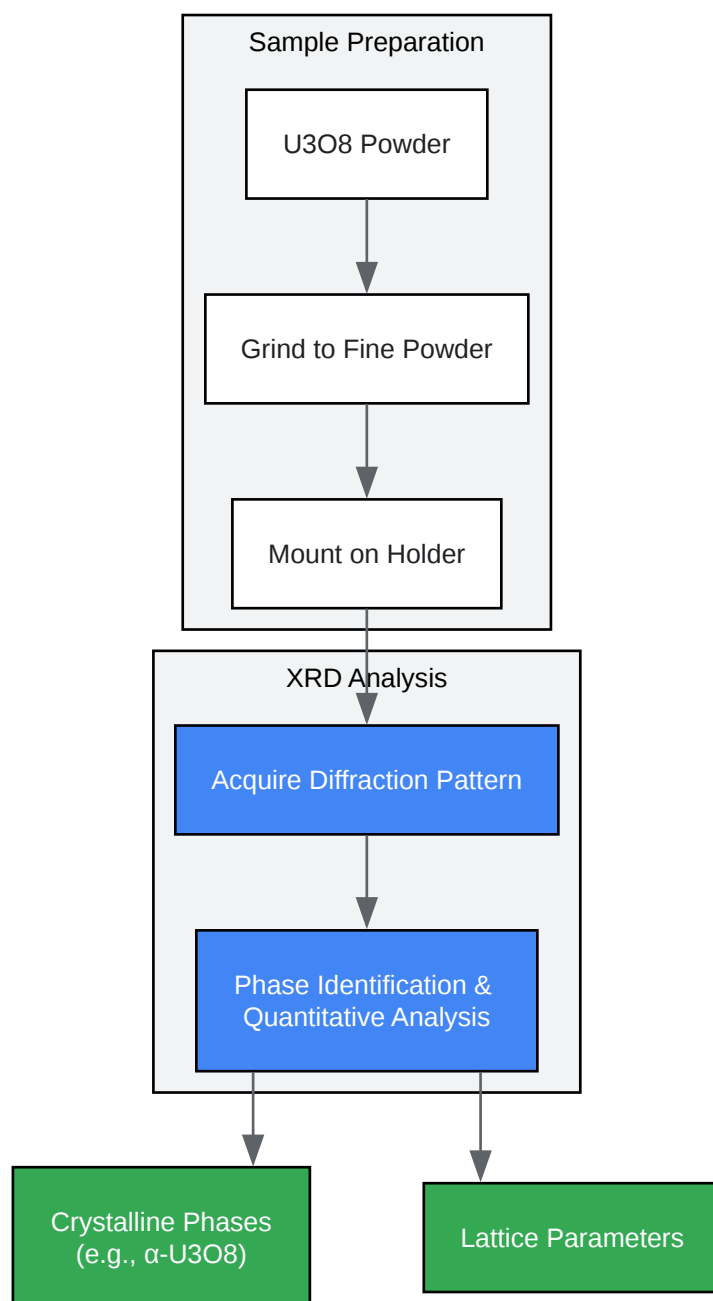 Sample Preparation
U3O8 Powder
Grind to Fine Powder
Mount on Holder
XRD Analysis
Acquire Diffraction Pattern
Phase Identification &
Quantitative Analysis
Crystalline Phases
(e.g., α-U3O8)
Lattice Parameters